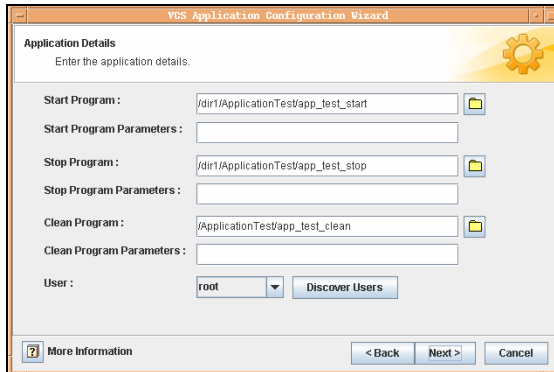 VCS Application Configuration Wizard
Application Details
Enter the application details.
Start Program :
/dir1/ApplicationTest/app_test_start
Start Program Parameters :
Stop Program :
/dir1/ApplicationTest/app_test_stop
Stop Program Parameters :
Clean Program :
/ApplicationTest/app_test_clean
Clean Program Parameters :
User :
root
Discover Users
? More Information
< Back
Next >
Cancel